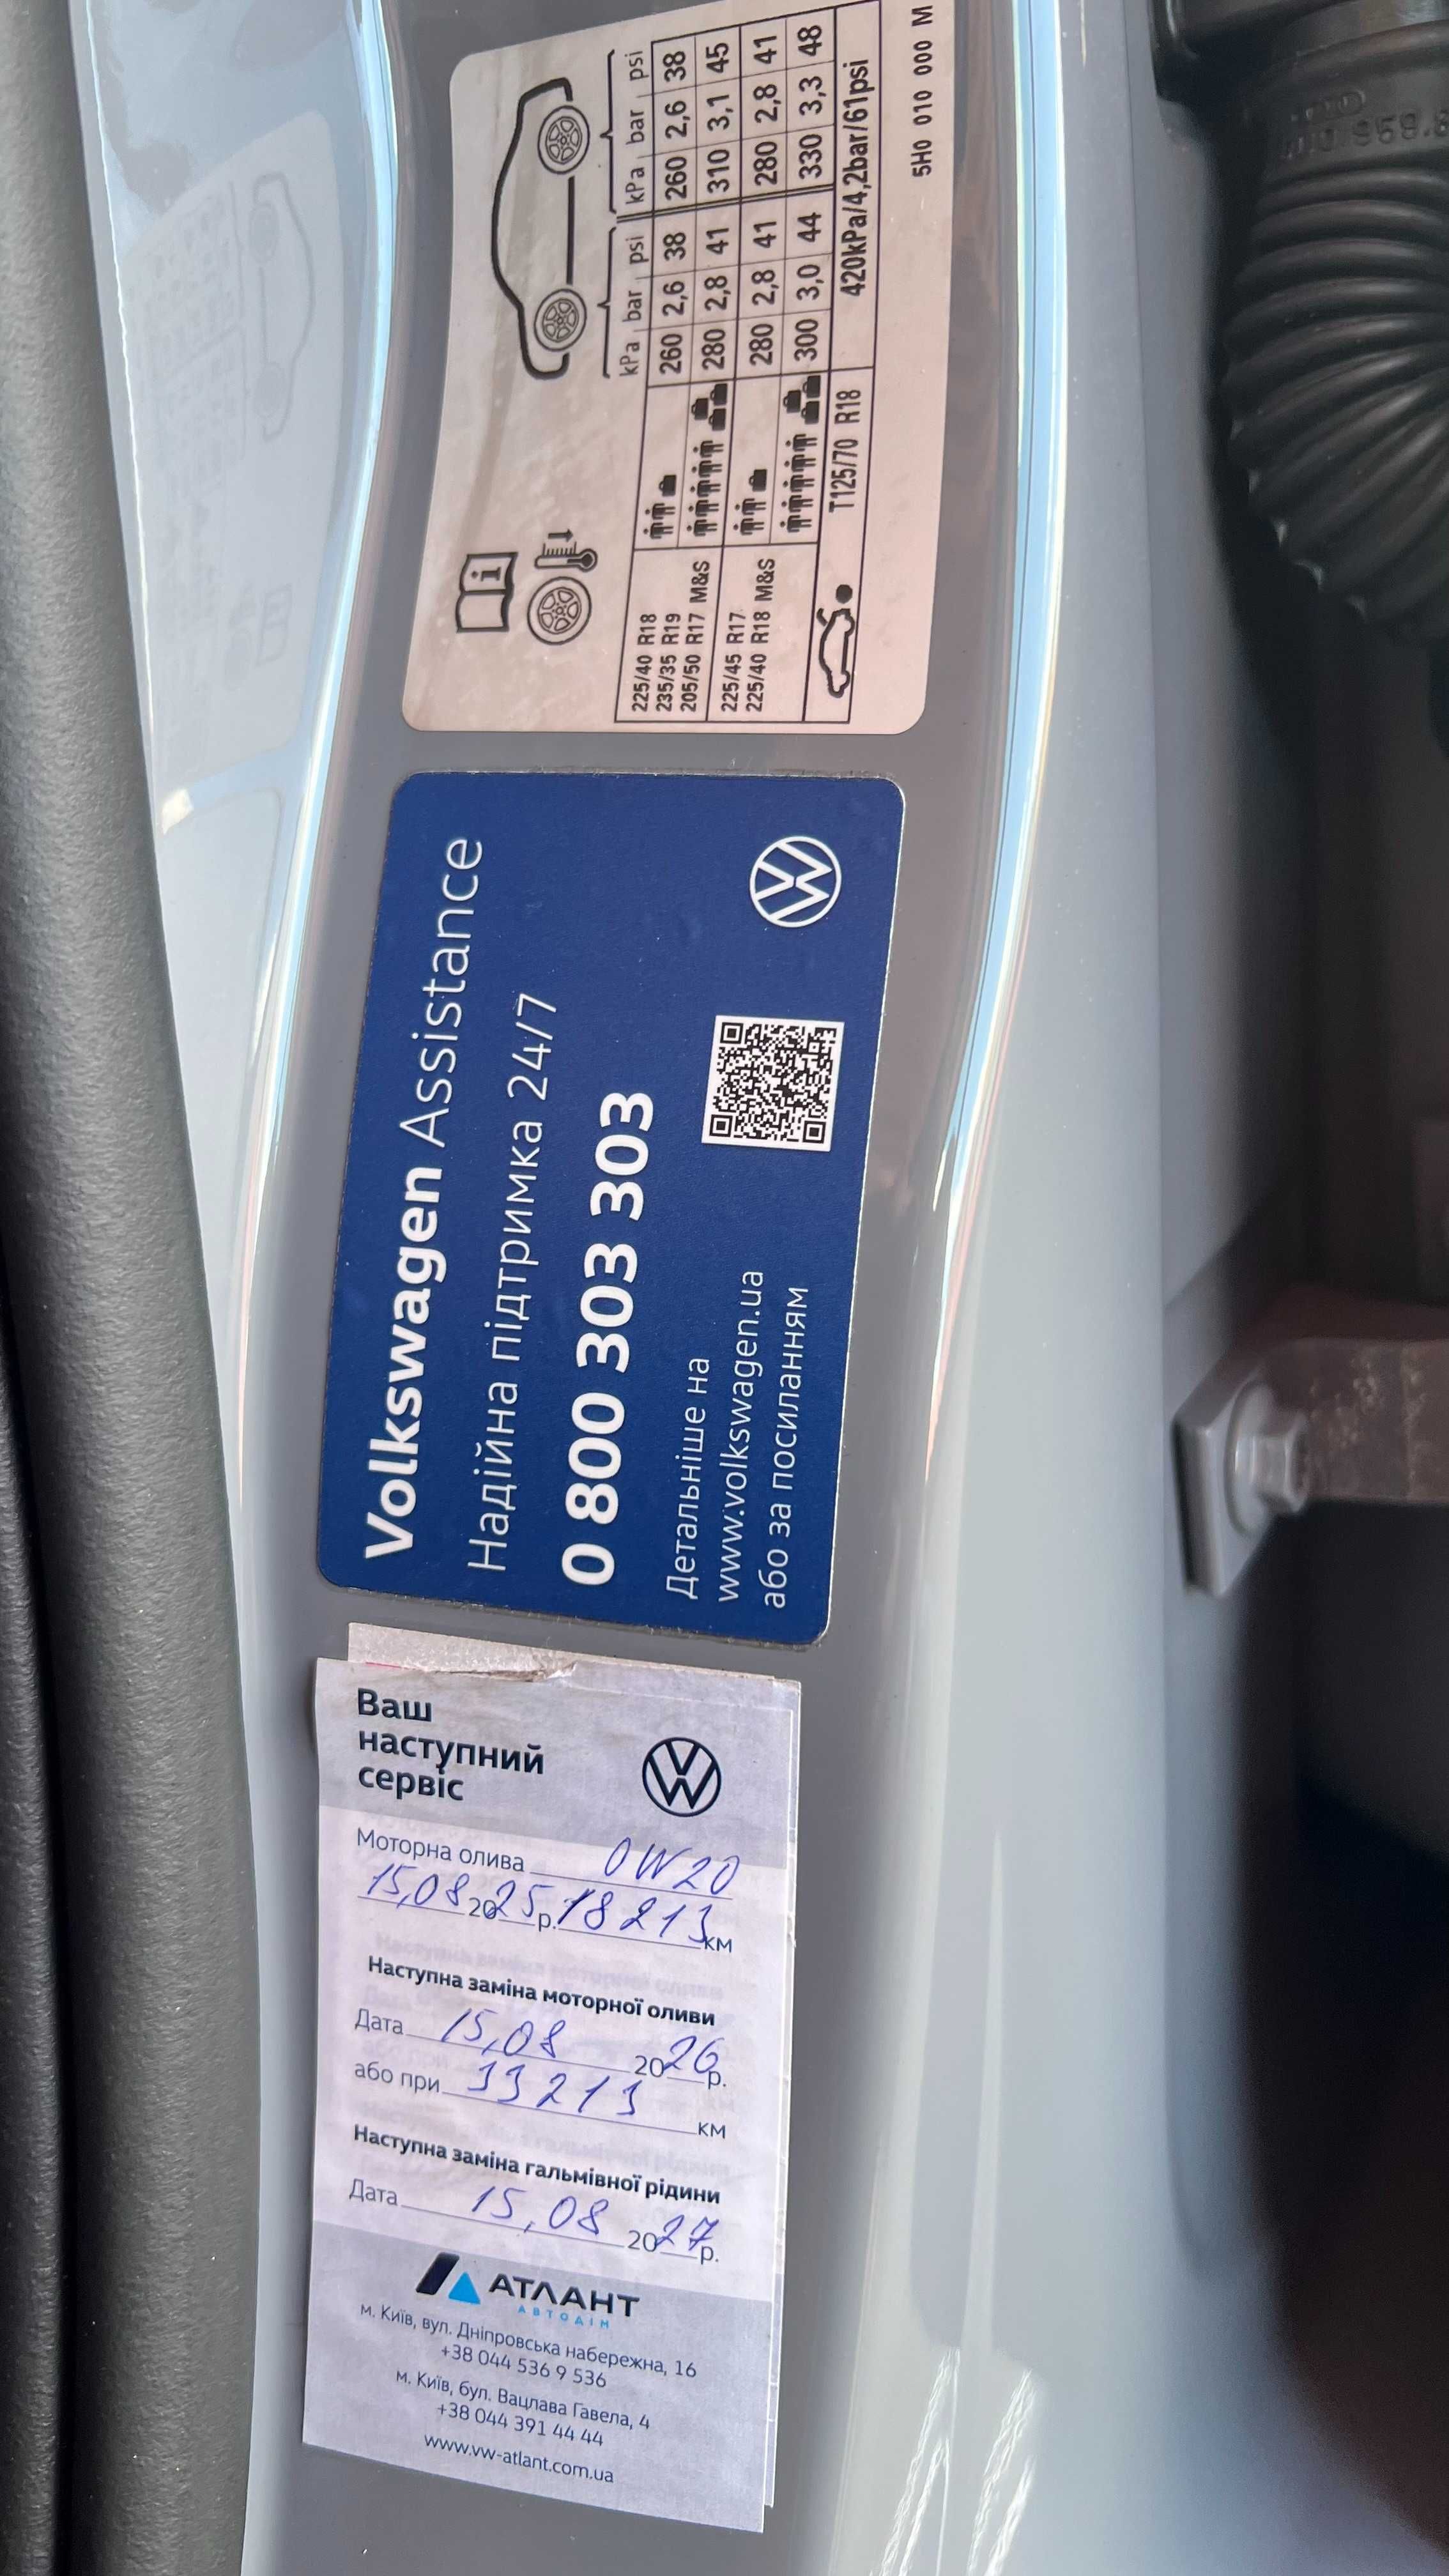 kPa bar psi kPa bar psi
225/40 R18
235/35 R19
205/50 R17 M&S
260 2,6 38 260 2,6 38
280 2,8 41 310 3,1 45
225/45 R17
225/40 R18 M&S
280 2,8 41 280 2,8 41
300 3,0 44 330 3,3 48
T125/70 R18 420kPa/4,2bar/61psi
5H0 010 000 M
Volkswagen Assistance
Надійна підтримка 24/7
0 800 303 303
Детальніше на
www.volkswagen.ua
або за посиланням
Ваш
наступний
сервіс
Моторна олива 0W20
15,08 2025 р. 18213 км
Наступна заміна моторної оливи
Дата 15,08 2026 р.
або при 33213 км
Наступна заміна гальмівної рідини
Дата 15,08 2027 р.
АТЛАНТ
АВТОДІМ
м. Київ, вул. Дніпровська набережна, 16
+38 044 536 9 536
м. Київ, бул. Вацлава Гавела, 4
+38 044 391 44 44
www.vw-atlant.com.ua